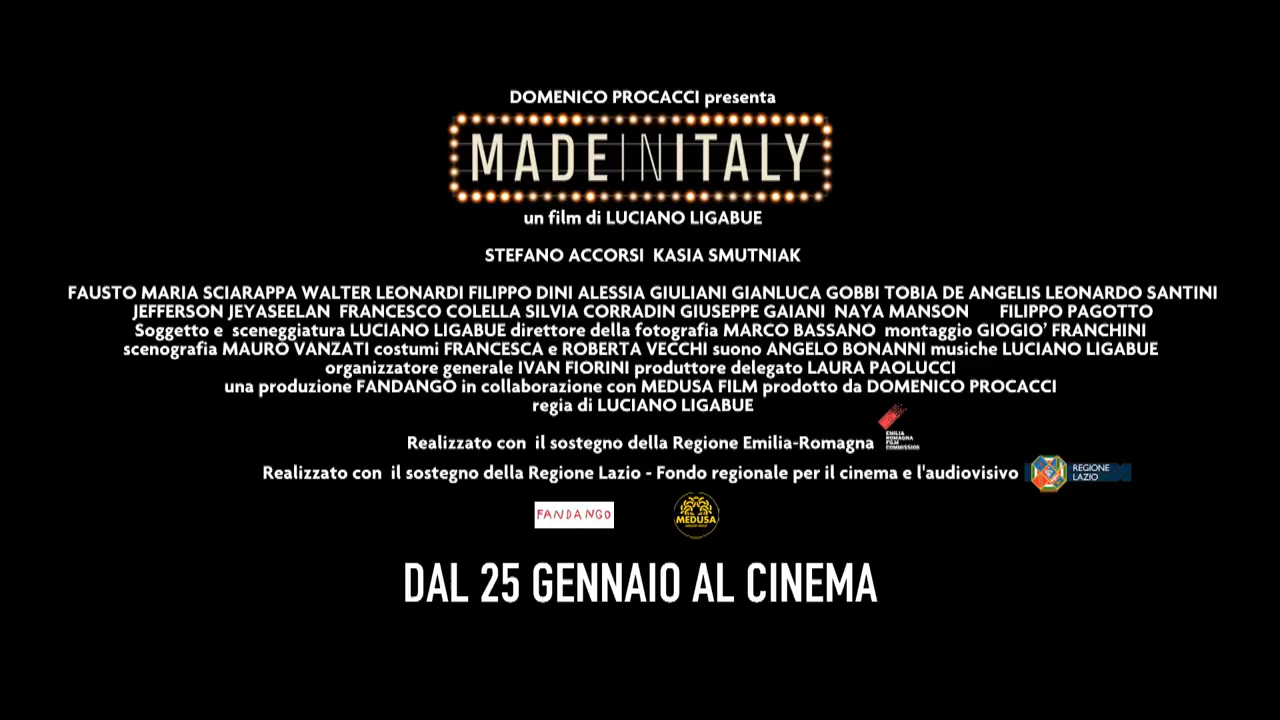 DOMENICO PROCACCI presenta
MADEINITALY
un film di LUCIANO LIGABUE
STEFANO ACCORSI KASIA SMUTNIAK
FAUSTO MARIA SCIARAPPA WALTER LEONARDI FILIPPO DINI ALESSIA GIULIANI GIANLUCA GOBBI TOBIA DE ANGELIS LEONARDO SANTINI
JEFFERSON JEYASEELAN FRANCESCO COLELLA SILVIA CORRADIN GIUSEPPE GAIANI NAYA MANSON FILIPPO PAGOTTO
Soggetto e sceneggiatura LUCIANO LIGABUE direttore della fotografia MARCO BASSANO montaggio GIOGIO’ FRANCHINI
scenografia MAURO VANZATI costumi FRANCESCA e ROBERTA VECCHI suono ANGELO BONANNI musiche LUCIANO LIGABUE
organizzatore generale IVAN FIORINI produttore delegato LAURA PAOLUCCI
una produzione FANDANGO in collaborazione con MEDUSA FILM prodotto da DOMENICO PROCACCI
regia di LUCIANO LIGABUE
Realizzato con il sostegno della Regione Emilia-Romagna
EMILIA
ROMAGNA
FILM
COMMISSION
Realizzato con il sostegno della Regione Lazio - Fondo regionale per il cinema e l'audiovisivo
REGIONE
LAZIO
FANDANGO
MEDUSA
DAL 25 GENNAIO AL CINEMA